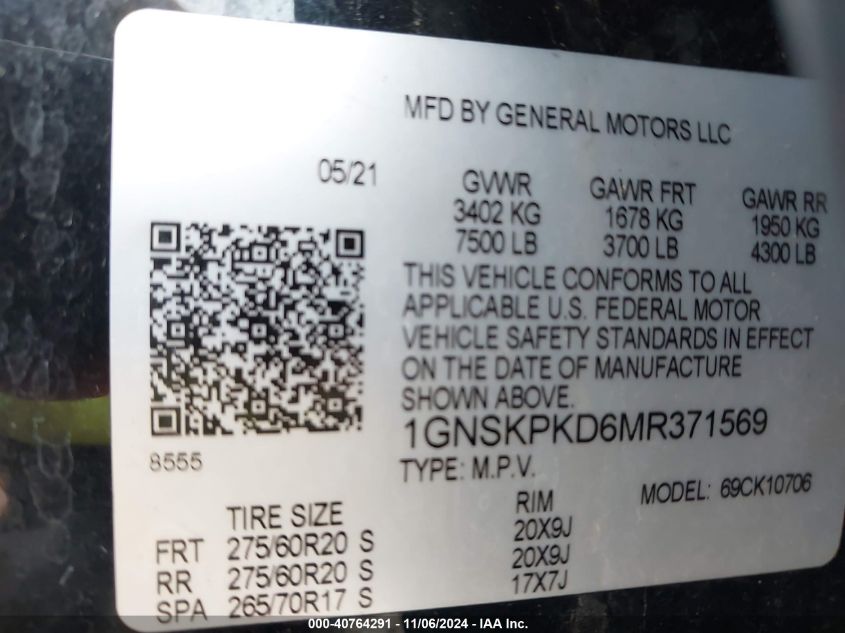 MFD BY GENERAL MOTORS LLC
05/21
GVWR GAWR FRT GAWR RR
3402 KG 1678 KG 1950 KG
7500 LB 3700 LB 4300 LB
THIS VEHICLE CONFORMS TO ALL
APPLICABLE U.S. FEDERAL MOTOR
VEHICLE SAFETY STANDARDS IN EFFECT
ON THE DATE OF MANUFACTURE
SHOWN ABOVE.
1GNSKPKD6MR371569
8555
TYPE: M.P.V.
MODEL: 69CK10706
TIRE SIZE RIM
FRT 275/60R20 S 20X9J
RR 275/60R20 S 20X9J
SPA 265/70R17 S 17X7J
000-40764291 - 11/06/2024 - IAA Inc.